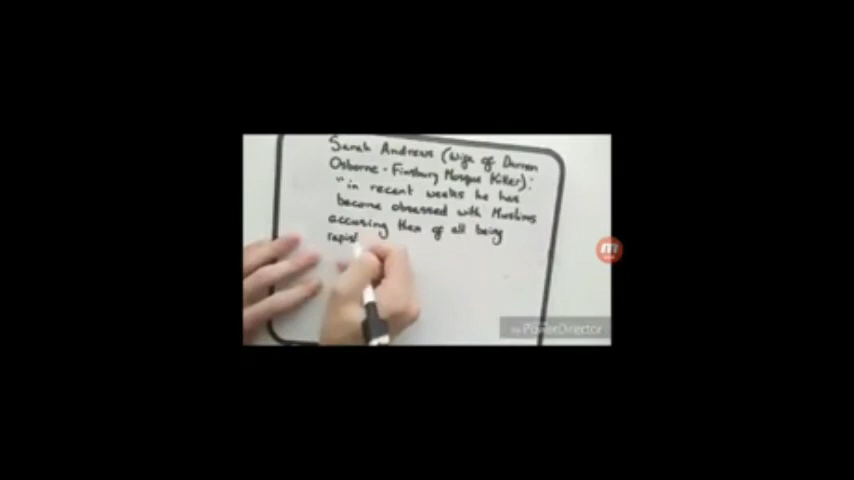 Sarah Andrews (wife of Darren
Osborne - Finsbury Mosque Killer):
"in recent weeks he has
become obsessed with Muslims
accusing them of all being
rapist
by PowerDirector